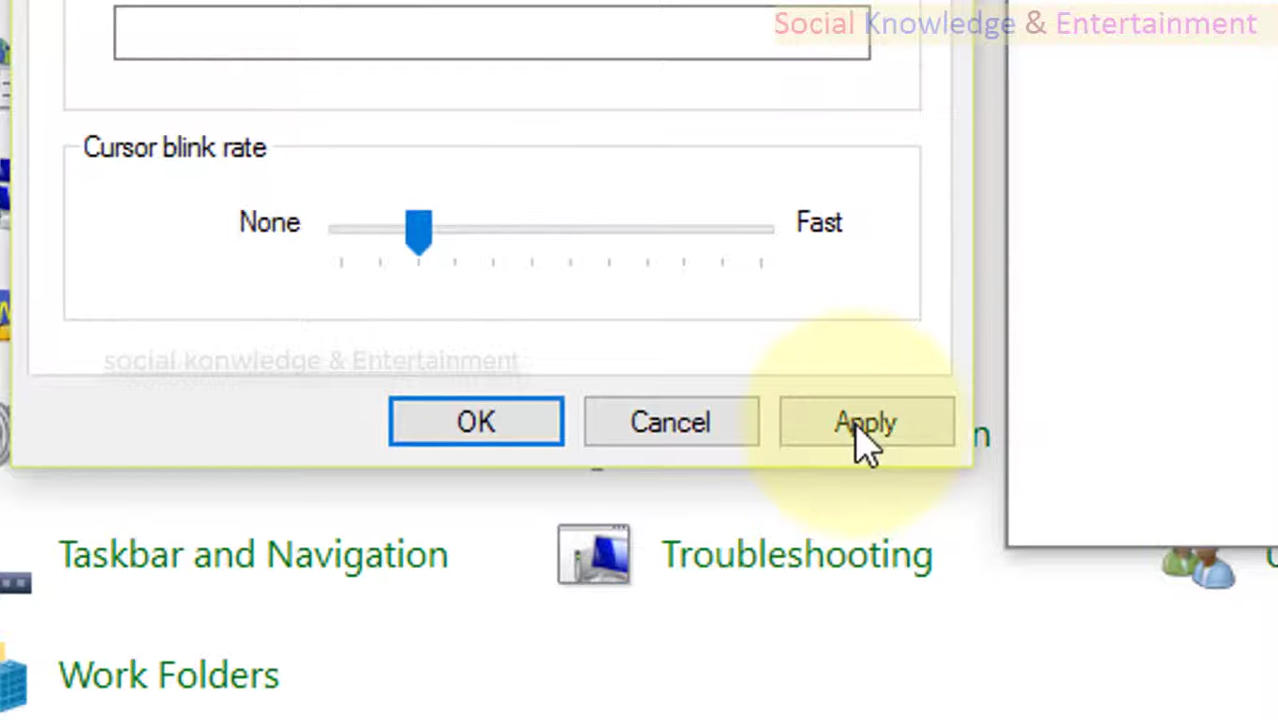 Social Knowledge & Entertainment
Cursor blink rate
None
Fast
social konwledge & Entertainment
OK
Cancel
Apply
n
Taskbar and Navigation
Troubleshooting
Work Folders